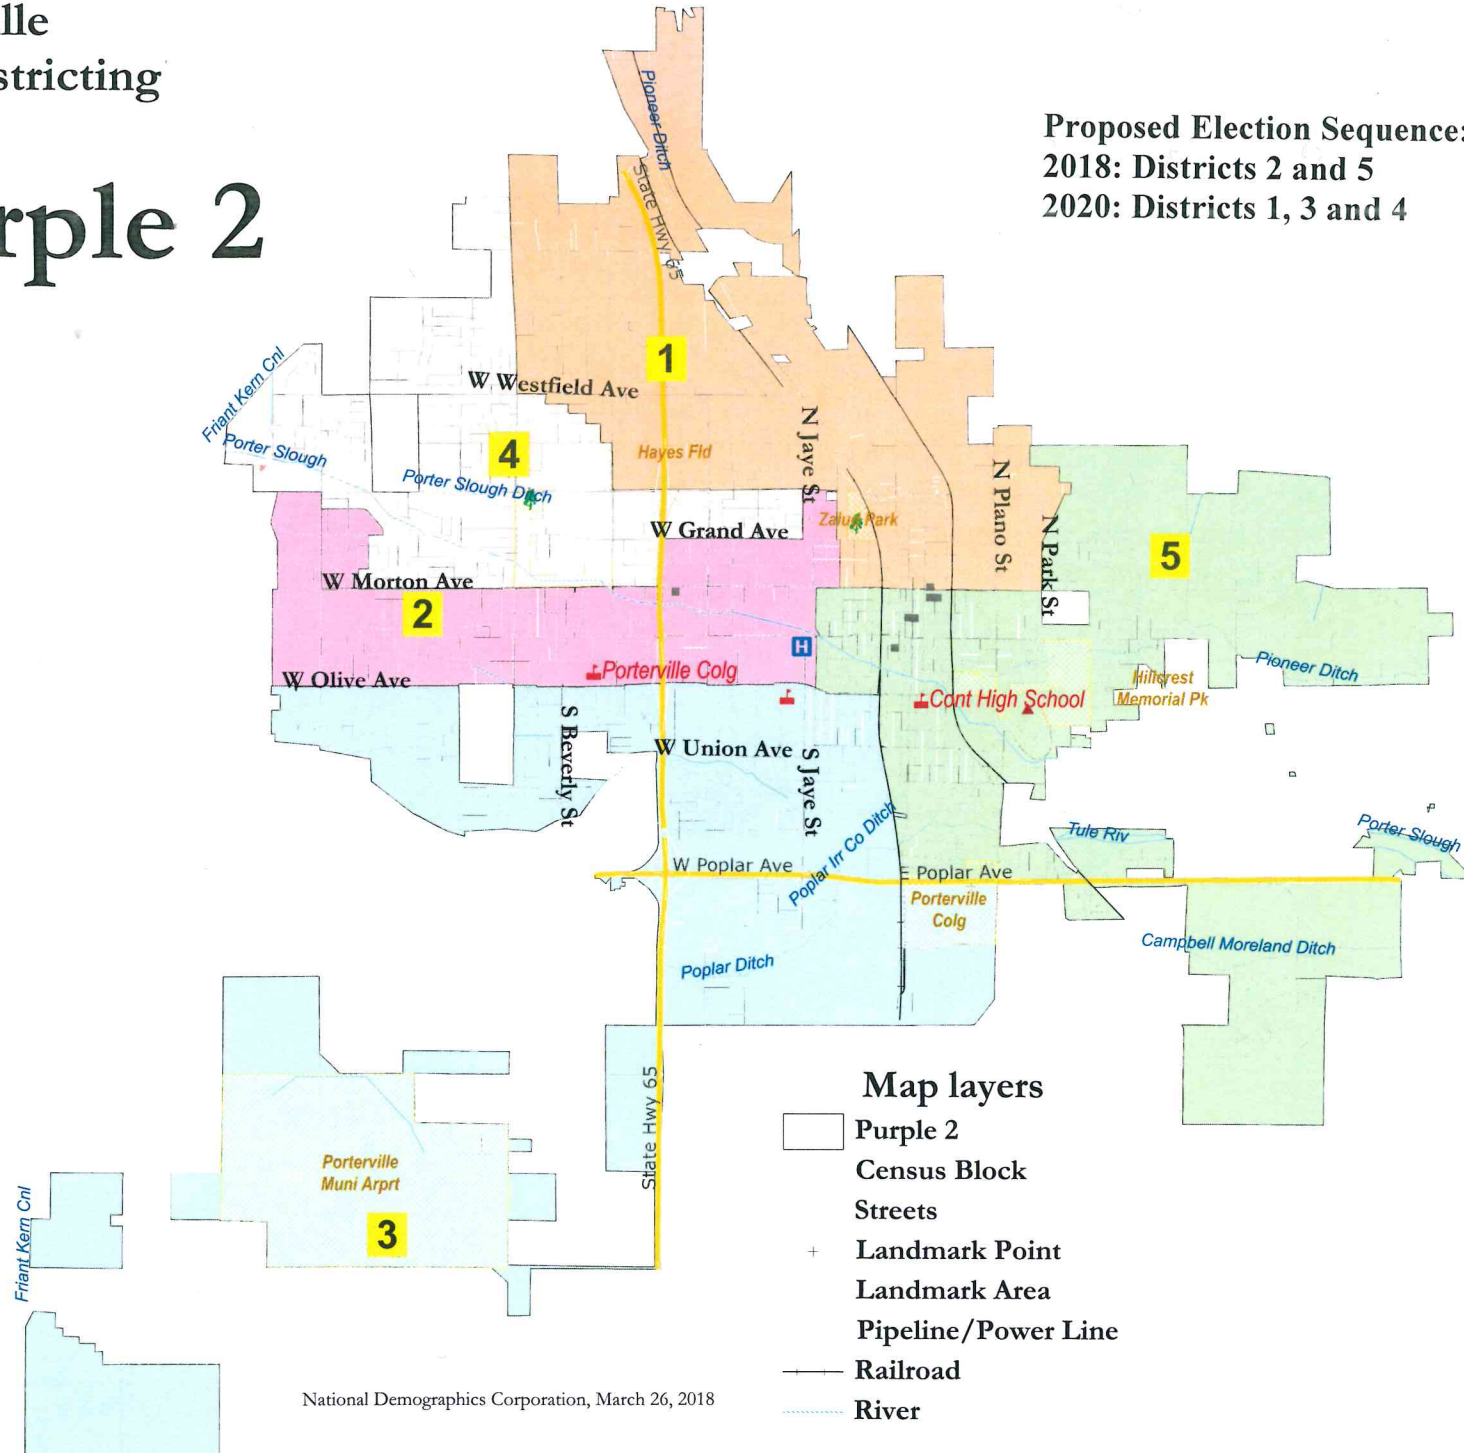 lle
stricting
rple 2
Proposed Election Sequence:
2018: Districts 2 and 5
2020: Districts 1, 3 and 4
Pioneer Ditch
State Hwy 65
1
W Westfield Ave
Friant Kern Cnl
Porter Slough
4
Porter Slough Ditch
Hayes Fld
N Jaye St
Zalud Park
N Plano St
N Park St
5
W Grand Ave
W Morton Ave
2
H
Porterville Colg
W Olive Ave
Cont High School
Hillcrest
Memorial Pk
Pioneer Ditch
S Beverly St
W Union Ave
S Jaye St
Poplar Irr Co Ditch
Tule Riv
Porter Slough
W Poplar Ave
E Poplar Ave
Porterville
Colg
Campbell Moreland Ditch
Poplar Ditch
State Hwy 65
Porterville
Muni Arprt
3
Friant Kern Cnl
Map layers
Purple 2
Census Block
Streets
Landmark Point
Landmark Area
Pipeline/Power Line
Railroad
River
National Demographics Corporation, March 26, 2018